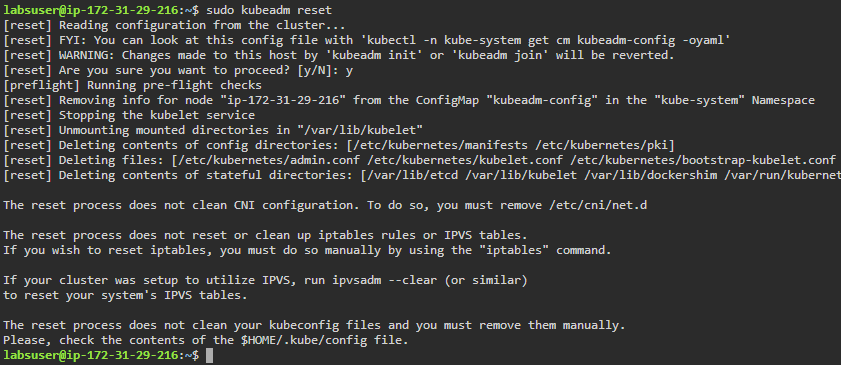 labsuser@ip-172-31-29-216:~$ sudo kubeadm reset
[reset] Reading configuration from the cluster...
[reset] FYI: You can look at this config file with 'kubectl -n kube-system get cm kubeadm-config -oyaml'
[reset] WARNING: Changes made to this host by 'kubeadm init' or 'kubeadm join' will be reverted.
[reset] Are you sure you want to proceed? [y/N]: y
[preflight] Running pre-flight checks
[reset] Removing info for node "ip-172-31-29-216" from the ConfigMap "kubeadm-config" in the "kube-system" Namespace
[reset] Stopping the kubelet service
[reset] Unmounting mounted directories in "/var/lib/kubelet"
[reset] Deleting contents of config directories: [/etc/kubernetes/manifests /etc/kubernetes/pki]
[reset] Deleting files: [/etc/kubernetes/admin.conf /etc/kubernetes/kubelet.conf /etc/kubernetes/bootstrap-kubelet.conf
[reset] Deleting contents of stateful directories: [/var/lib/etcd /var/lib/kubelet /var/lib/dockershim /var/run/kubernet
The reset process does not clean CNI configuration. To do so, you must remove /etc/cni/net.d
The reset process does not reset or clean up iptables rules or IPVS tables.
If you wish to reset iptables, you must do so manually by using the "iptables" command.
If your cluster was setup to utilize IPVS, run ipvsadm --clear (or similar)
to reset your system's IPVS tables.
The reset process does not clean your kubeconfig files and you must remove them manually.
Please, check the contents of the $HOME/.kube/config file.
labsuser@ip-172-31-29-216:~$